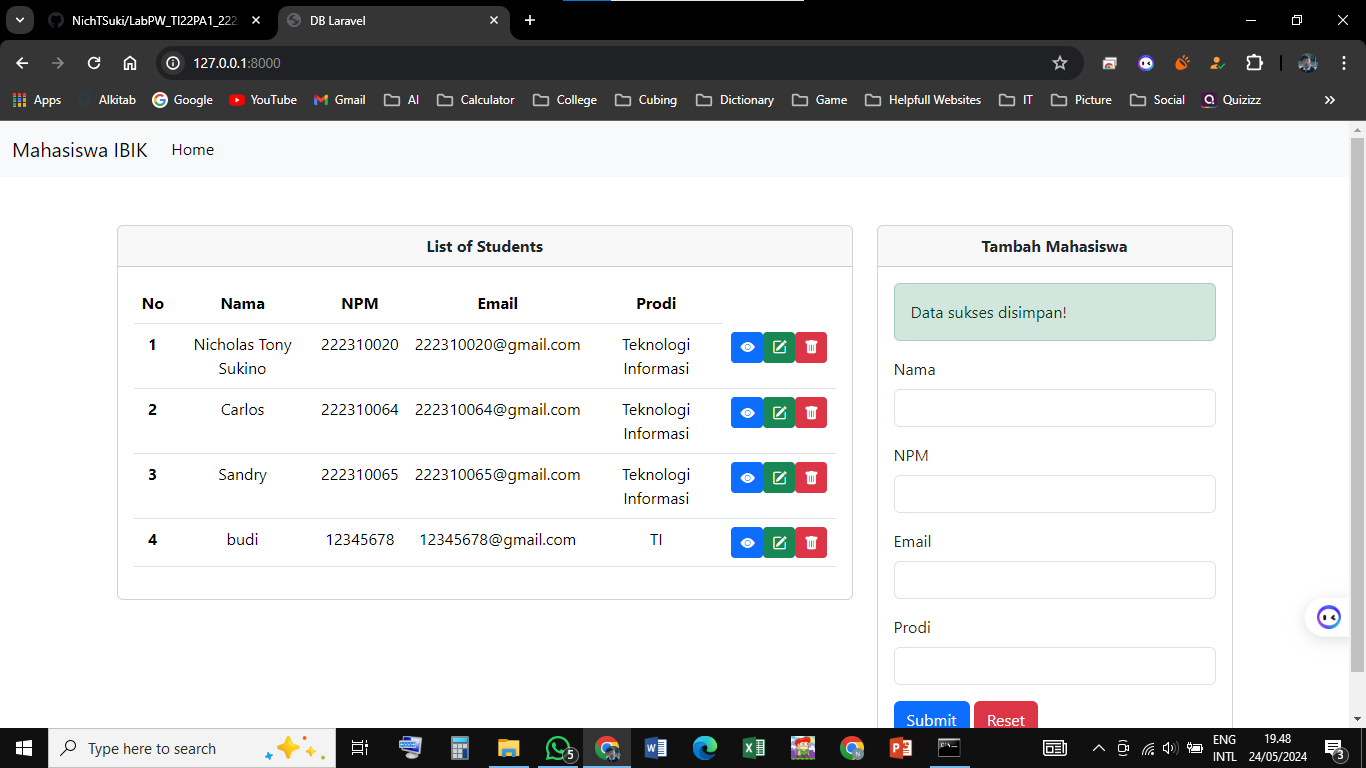 NichTSuki/LabPW_TI22PA1_222
DB Laravel
127.0.0.1:8000
Apps
Alkitab
Google
YouTube
Gmail
AI
Calculator
College
Cubing
Dictionary
Game
Helpfull Websites
IT
Picture
Social
Quizizz
Mahasiswa IBIK Home
List of Students
No Nama NPM Email Prodi
1 Nicholas Tony 222310020 222310020@gmail.com Teknologi
Sukino Informasi
2 Carlos 222310064 222310064@gmail.com Teknologi
Informasi
3 Sandry 222310065 222310065@gmail.com Teknologi
Informasi
4 budi 12345678 12345678@gmail.com TI
Tambah Mahasiswa
Data sukses disimpan!
Nama
NPM
Email
Prodi
Submit Reset
Type here to search
5
ENG
INTL
19.48
24/05/2024
3